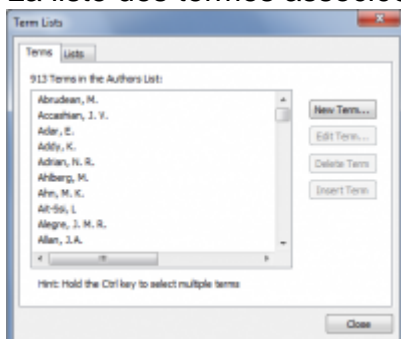 La liste des termes associés
Term Lists
Terms Lists
913 Terms in the Authors List:
Abrudean, M.
Accashian, J. V.
Adar, E.
Addy, K.
Adrian, N. R.
Ahlberg, M.
Ahn, M. K.
Ait-Ssi, L
Alegre, J. M. R.
Allan, J.A.
New Term...
Edit Term...
Delete Term
Insert Term
Hint: Hold the Ctrl key to select multiple terms
Close